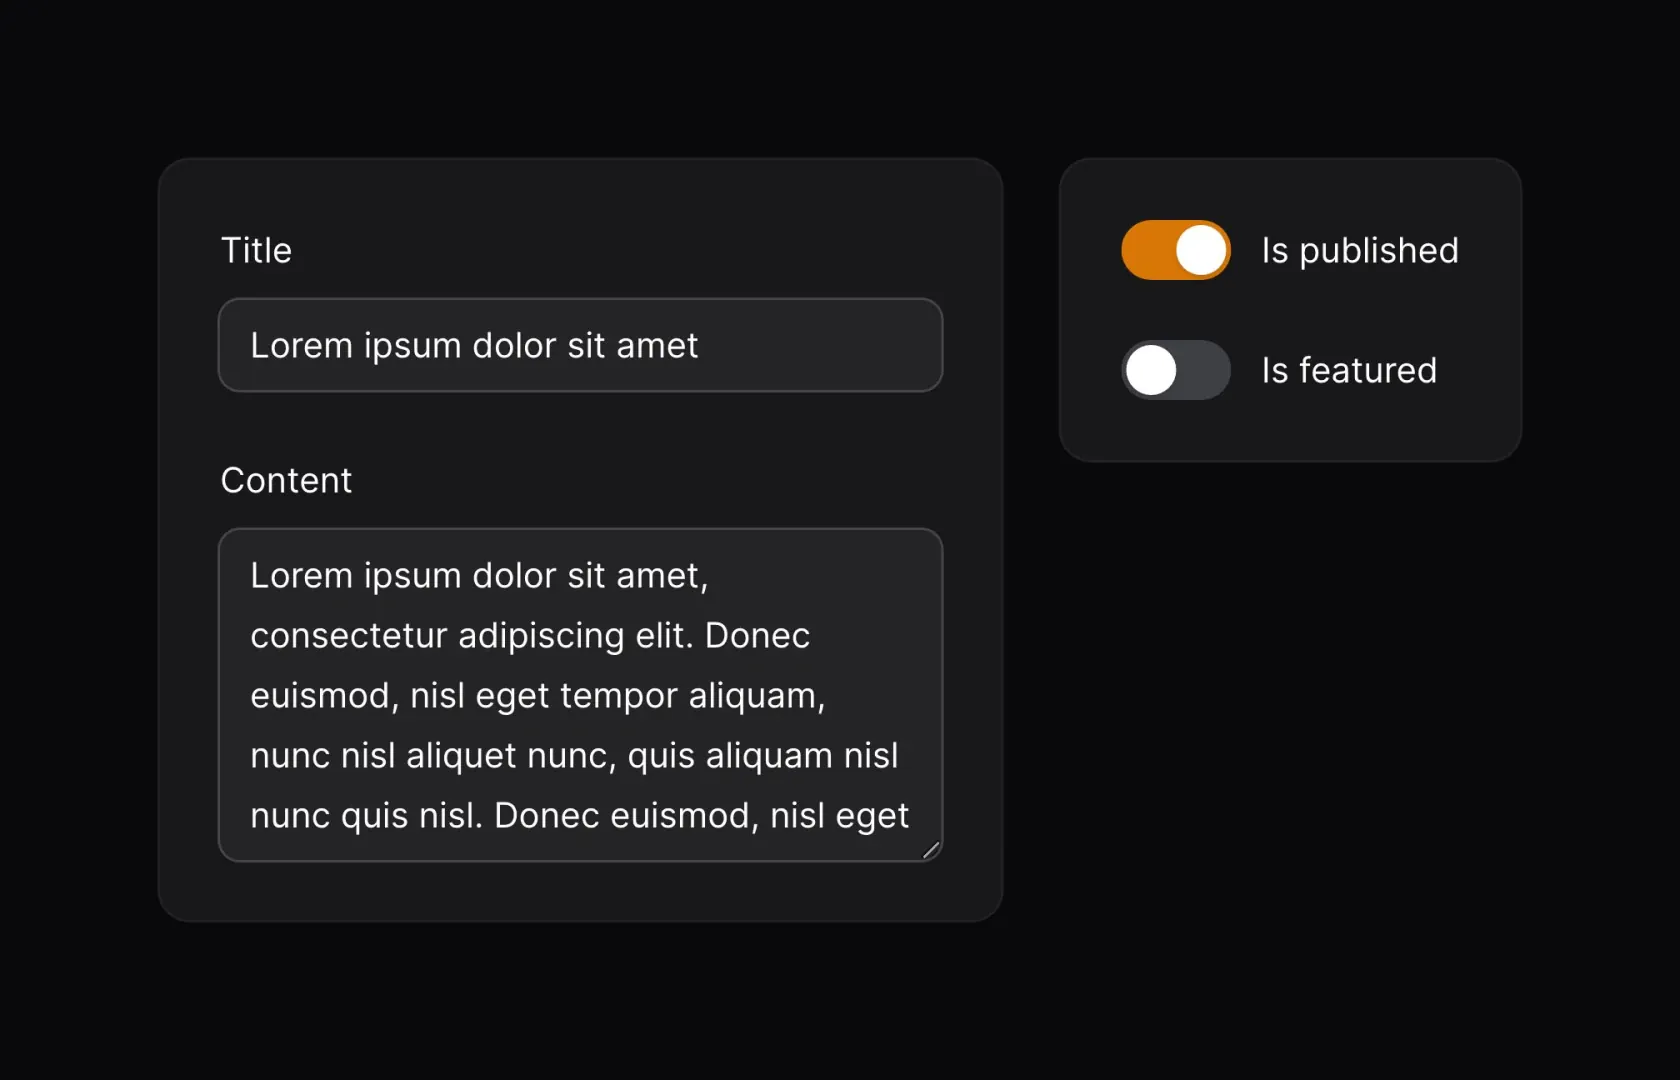 Title
Lorem ipsum dolor sit amet
Content
Lorem ipsum dolor sit amet,
consectetur adipiscing elit. Donec
euismod, nisl eget tempor aliquam,
nunc nisl aliquet nunc, quis aliquam nisl
nunc quis nisl. Donec euismod, nisl eget
Is published
Is featured